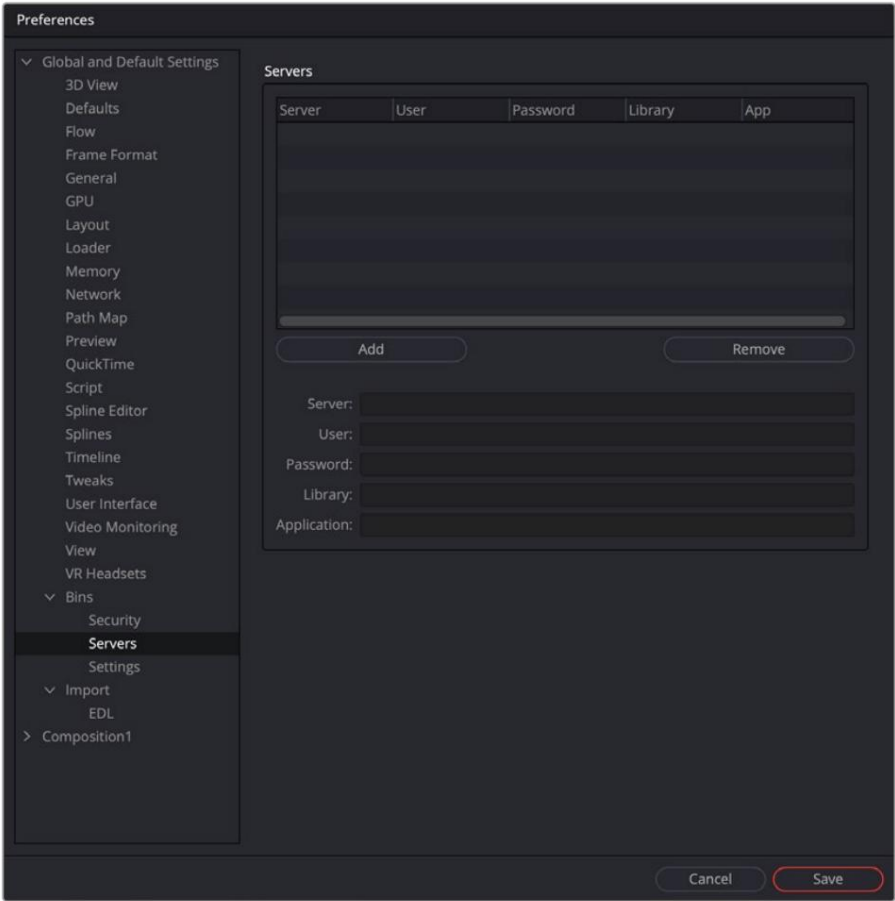 Preferences
Global and Default Settings
3D View
Defaults
Flow
Frame Format
General
GPU
Layout
Loader
Memory
Network
Path Map
Preview
QuickTime
Script
Spline Editor
Splines
Timeline
Tweaks
User Interface
Video Monitoring
View
VR Headsets
Bins
Security
Servers
Settings
Import
EDL
Composition1
Servers
Server User Password Library App
Add Remove
Server:
User:
Password:
Library:
Application:
Cancel Save